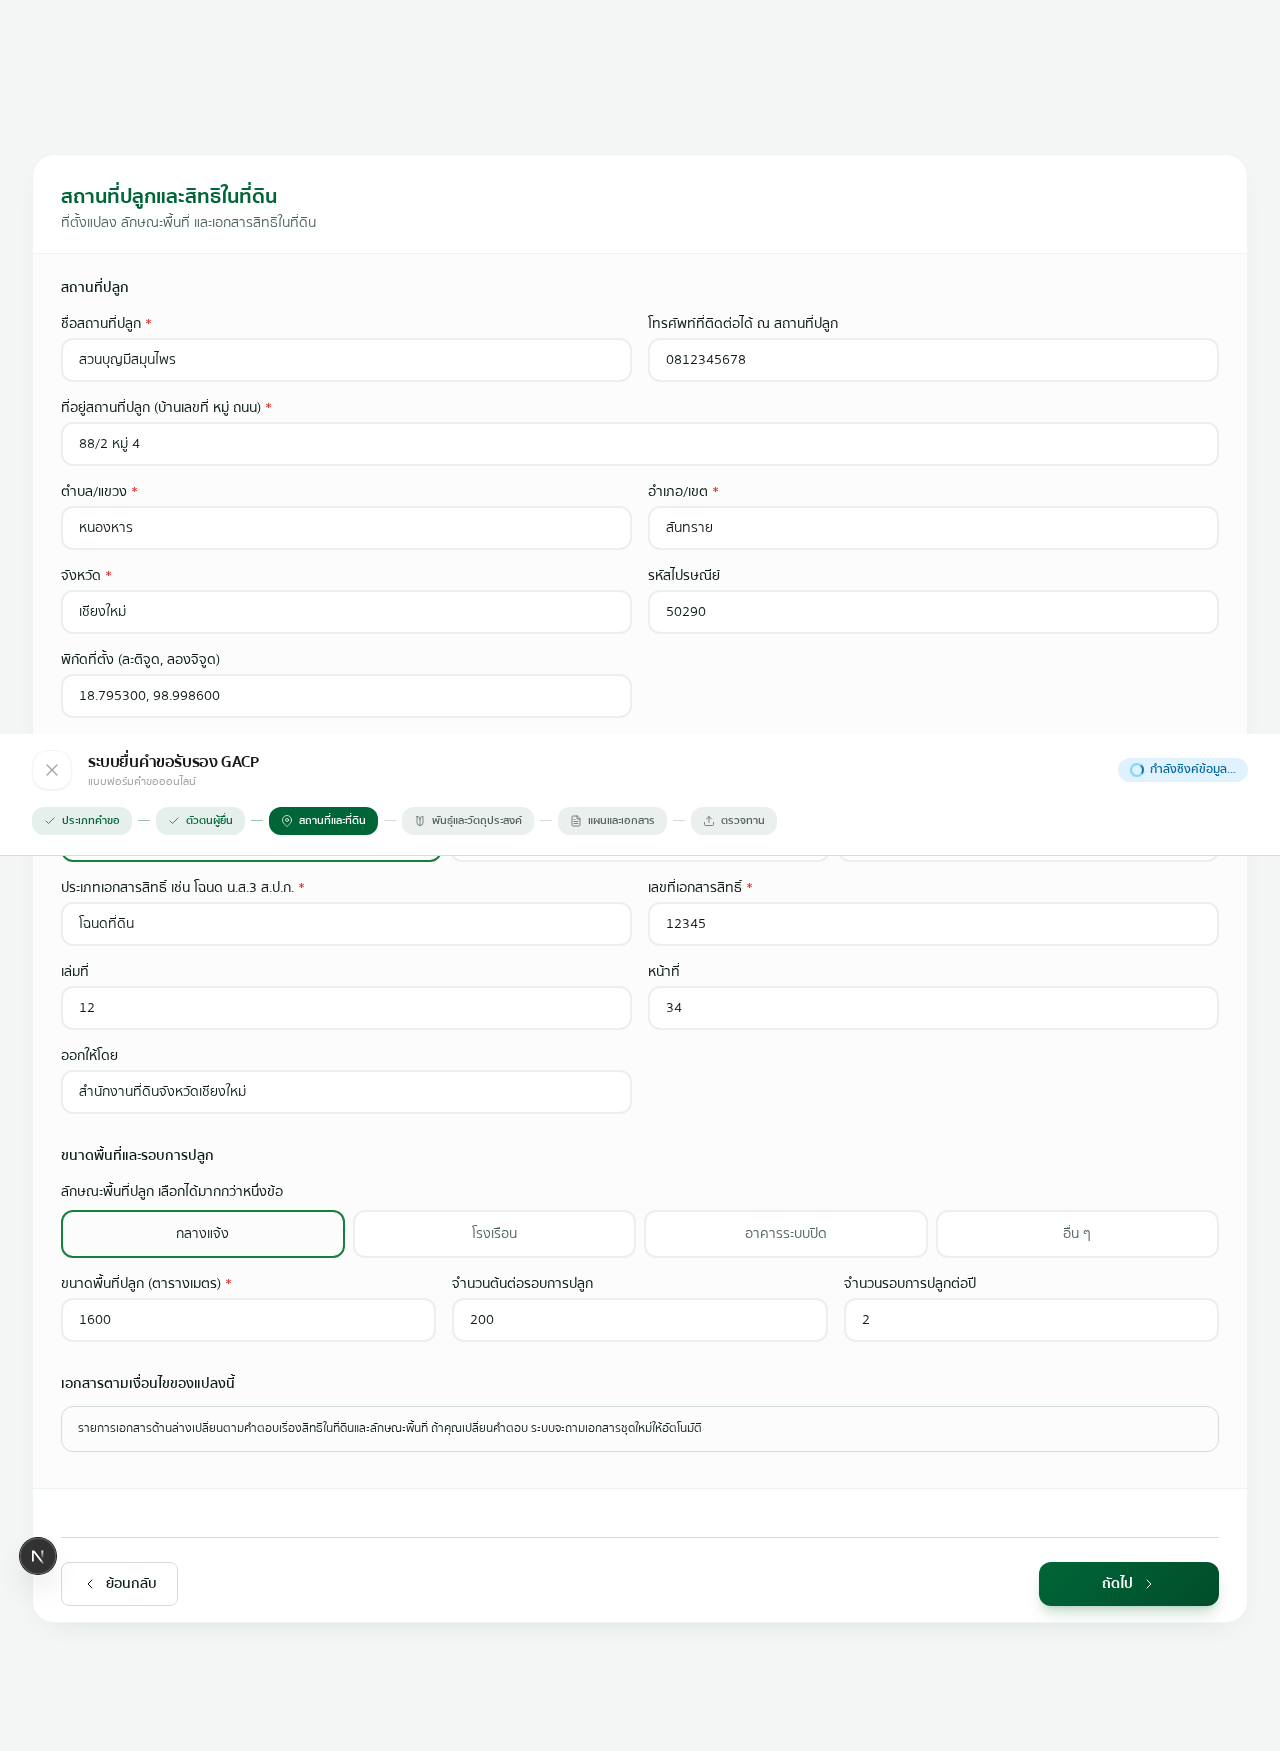 สถานที่ปลูกและสิทธิในที่ดิน
ที่ตั้งแปลง ลักษณะพื้นที่ และเอกสารสิทธิในที่ดิน
สถานที่ปลูก
ชื่อสถานที่ปลูก *
โทรศัพท์ที่ติดต่อได้ ณ สถานที่ปลูก
สวนบุญมีสมุนไพร
0812345678
ที่อยู่สถานที่ปลูก (บ้านเลขที่ หมู่ ถนน) *
88/2 หมู่ 4
ตำบล/แขวง *
อำเภอ/เขต *
หนองหาร
สันทราย
จังหวัด *
รหัสไปรษณีย์
เชียงใหม่
50290
พิกัดที่ตั้ง (ละติจูด, ลองจิจูด)
18.795300, 98.998600
ระบบยื่นคำขอรับรอง GACP
แบบฟอร์มคำขอออนไลน์
กำลังซิงค์ข้อมูล...
ประเภทคำขอ
ตัวตนผู้ยื่น
สถานที่และที่ดิน
พันธุ์และวัตถุประสงค์
แผนและเอกสาร
ตรวจทาน
ประเภทเอกสารสิทธิ์ เช่น โฉนด น.ส.3 ส.ป.ก. *
เลขที่เอกสารสิทธิ์ *
โฉนดที่ดิน
12345
เล่มที่
หน้าที่
12
34
ออกให้โดย
สำนักงานที่ดินจังหวัดเชียงใหม่
ขนาดพื้นที่และรอบการปลูก
ลักษณะพื้นที่ปลูก เลือกได้มากกว่าหนึ่งข้อ
กลางแจ้ง
โรงเรือน
อาคารระบบปิด
อื่น ๆ
ขนาดพื้นที่ปลูก (ตารางเมตร) *
จำนวนต้นต่อรอบการปลูก
จำนวนรอบการปลูกต่อปี
1600
200
2
เอกสารตามเงื่อนไขของแปลงนี้
รายการเอกสารด้านล่างเปลี่ยนตามคำตอบเรื่องสิทธิในที่ดินและลักษณะพื้นที่ ถ้าคุณเปลี่ยนคำตอบ ระบบจะถามเอกสารชุดใหม่ให้อัตโนมัติ
N
ย้อนกลับ
ถัดไป